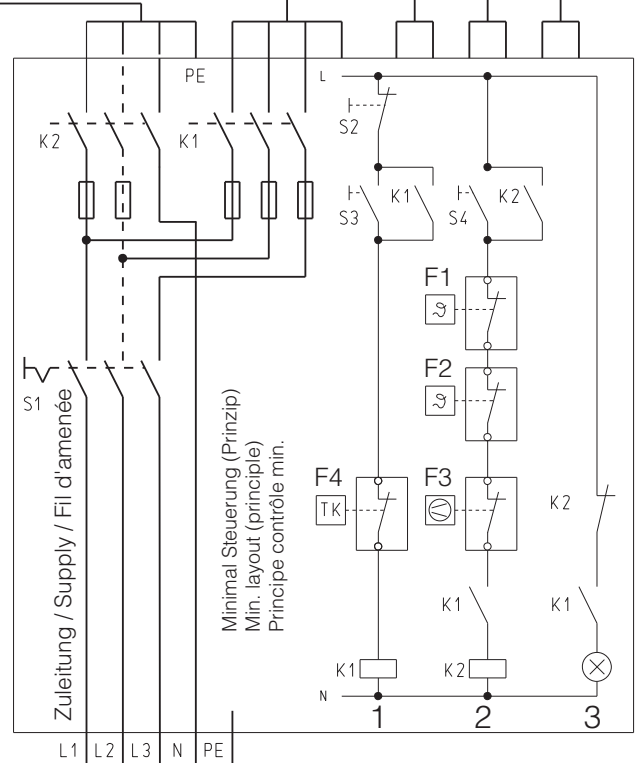 PE
L
K2
K1
S2
S3
K1
S4
K2
F1
ϑ
F2
ϑ
S1
F4
TK
F3
K2
K1
K1
K1
K2
N
1
2
3
Zuleitung / Supply / Fil d'amenée
Minimal Steuerung (Prinzip)
Min. layout (principle)
Principe contrôle min.
L1 L2 L3 N PE